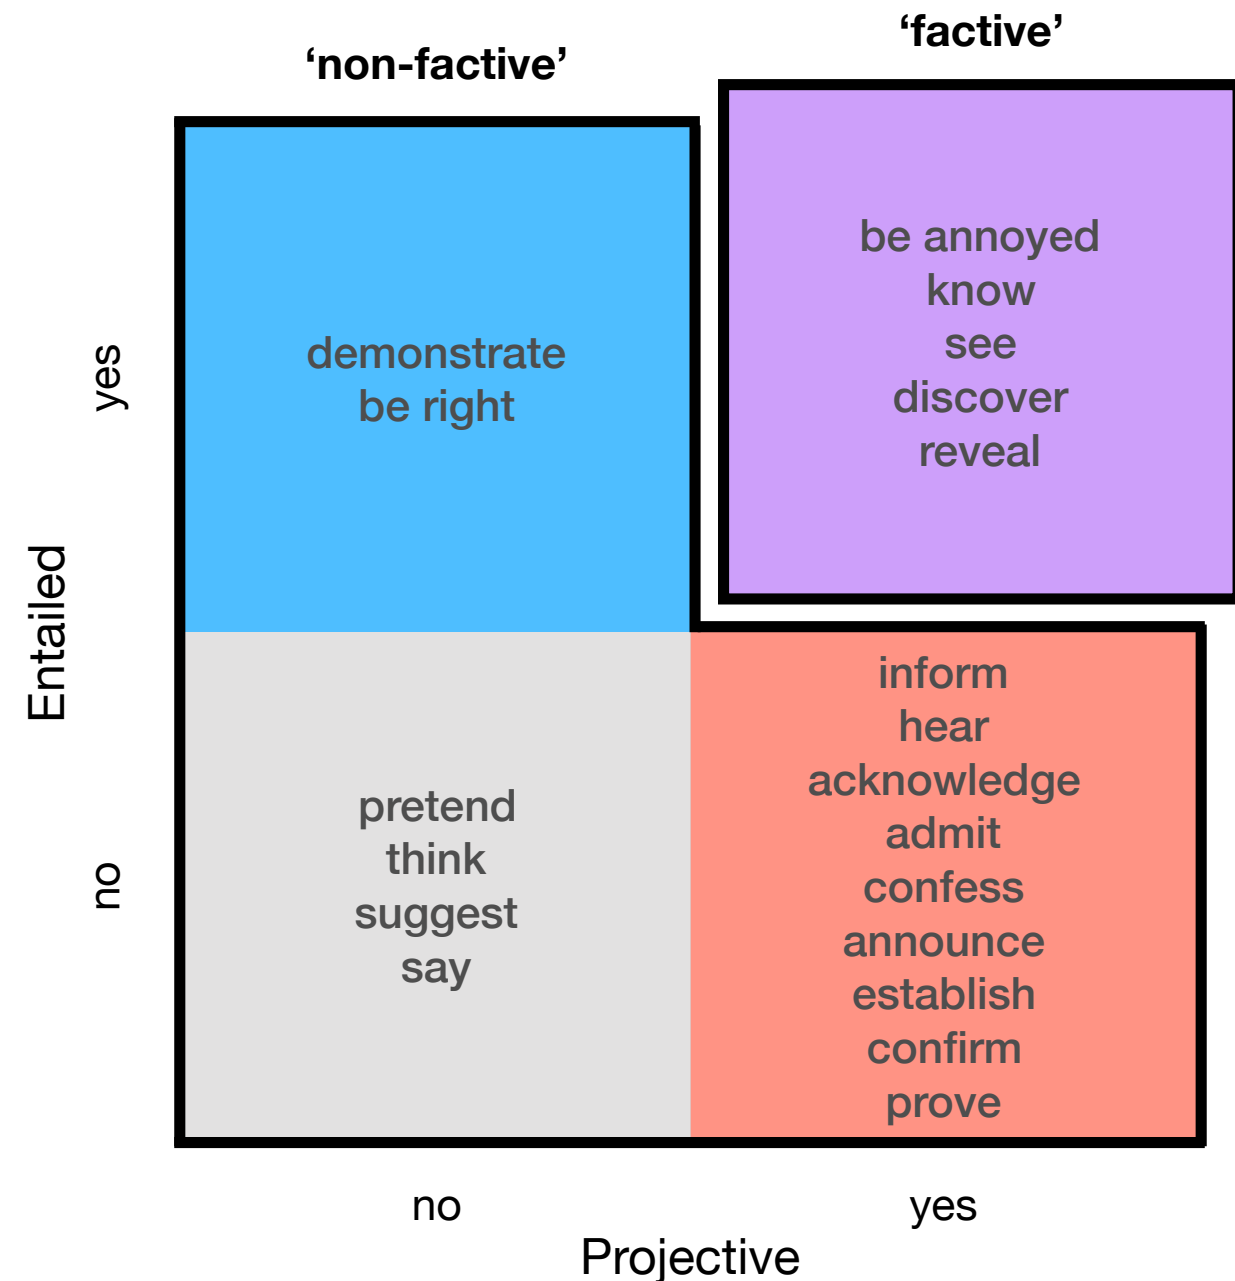 ‘factive’
‘non-factive’
be annoyed
know
see
discover
reveal
demonstrate
be right
yes
Entailed
inform
hear
acknowledge
admit
confess
announce
establish
confirm
prove
pretend
think
suggest
say
no
no
yes
Projective